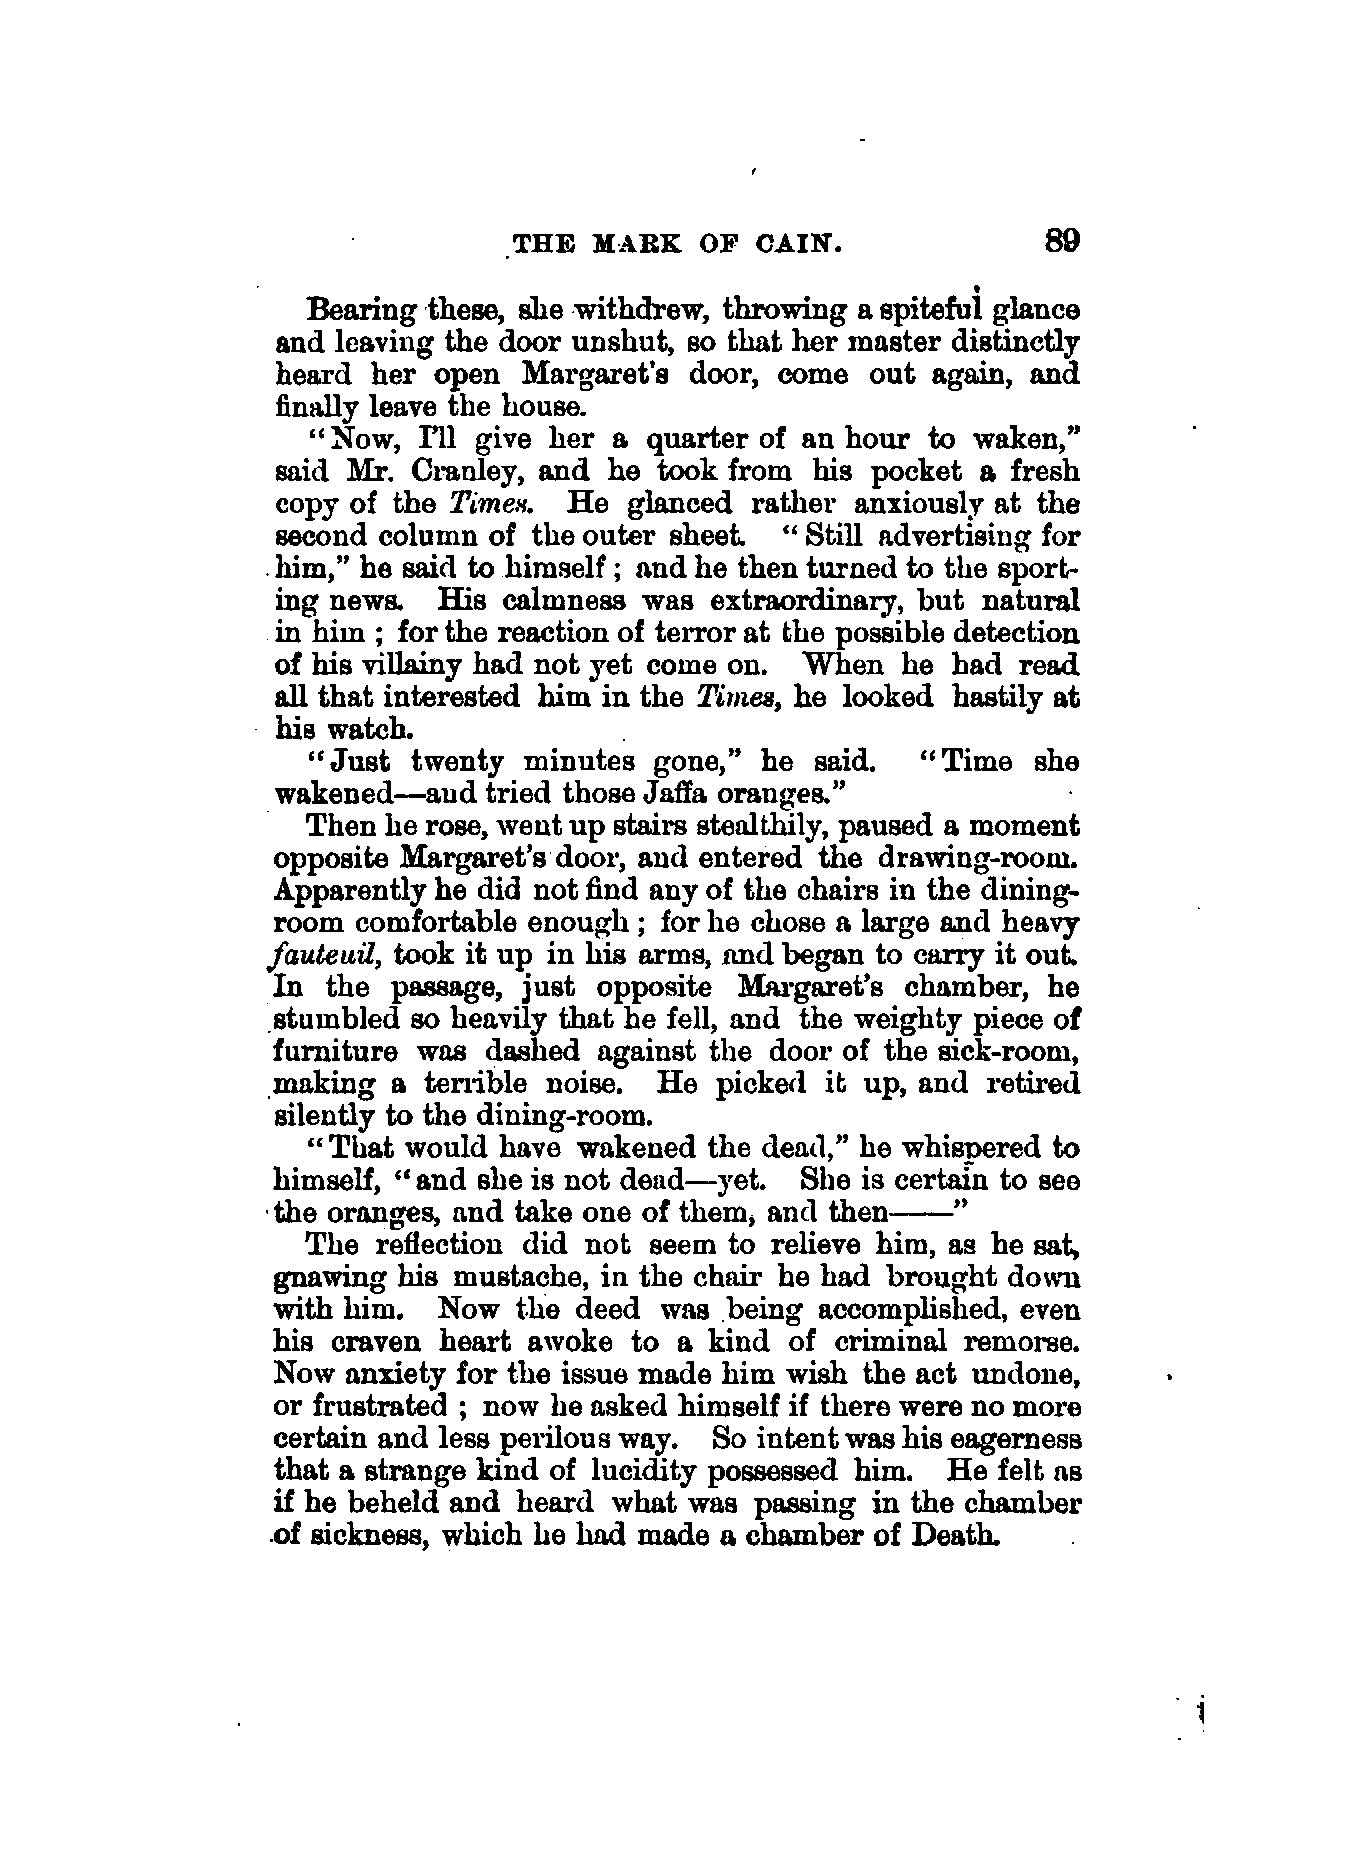 THE MARK OF CAIN. 89
Bearing these, she withdrew, throwing a spiteful glance
and leaving the door unshut, so that her master distinctly
heard her open Margaret's door, come out again, and
finally leave the house.
"Now, I'll give her a quarter of an hour to waken,"
said Mr. Cranley, and he took from his pocket a fresh
copy of the Times. He glanced rather anxiously at the
second column of the outer sheet. "Still advertising for
him," he said to himself; and he then turned to the sport-
ing news. His calmness was extraordinary, but natural
in him; for the reaction of terror at the possible detection
of his villainy had not yet come on. When he had read
all that interested him in the Times, he looked hastily at
his watch.
"Just twenty minutes gone," he said. "Time she
wakened—and tried those Jaffa oranges."
Then he rose, went up stairs stealthily, paused a moment
opposite Margaret's door, and entered the drawing-room.
Apparently he did not find any of the chairs in the dining-
room comfortable enough; for he chose a large and heavy
fauteuil, took it up in his arms, and began to carry it out.
In the passage, just opposite Margaret's chamber, he
stumbled so heavily that he fell, and the weighty piece of
furniture was dashed against the door of the sick-room,
making a terrible noise. He picked it up, and retired
silently to the dining-room.
"That would have wakened the dead," he whispered to
himself, "and she is not dead—yet. She is certain to see
the oranges, and take one of them, and then——"
The reflection did not seem to relieve him, as he sat,
gnawing his mustache, in the chair he had brought down
with him. Now the deed was being accomplished, even
his craven heart awoke to a kind of criminal remorse.
Now anxiety for the issue made him wish the act undone,
or frustrated; now he asked himself if there were no more
certain and less perilous way. So intent was his eagerness
that a strange kind of lucidity possessed him. He felt as
if he beheld and heard what was passing in the chamber
of sickness, which he had made a chamber of Death.